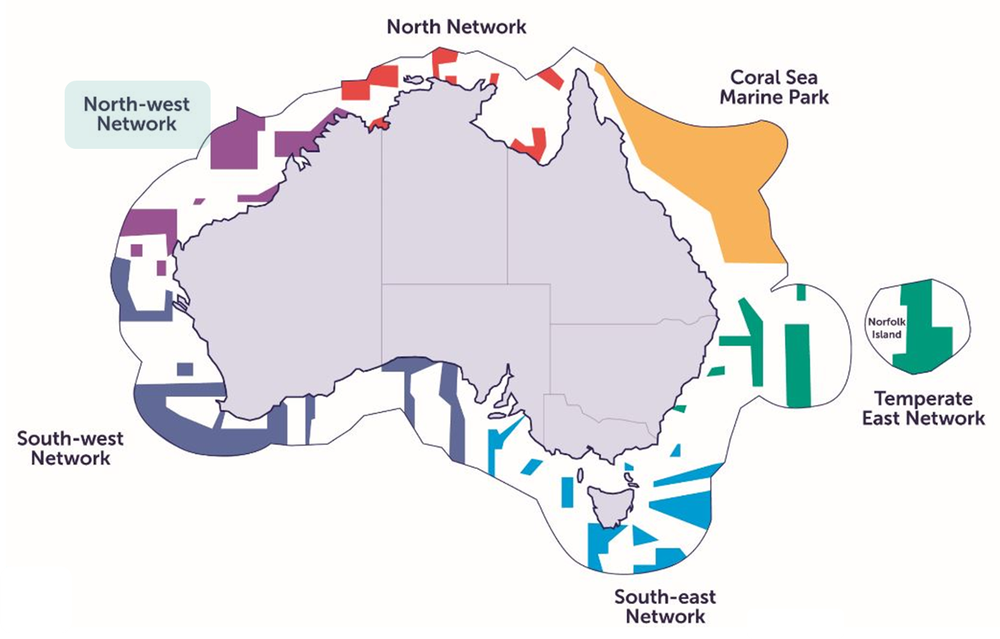 North Network
Coral Sea
Marine Park
North-west
Network
Norfolk
Island
Temperate
East Network
South-west
Network
South-east
Network